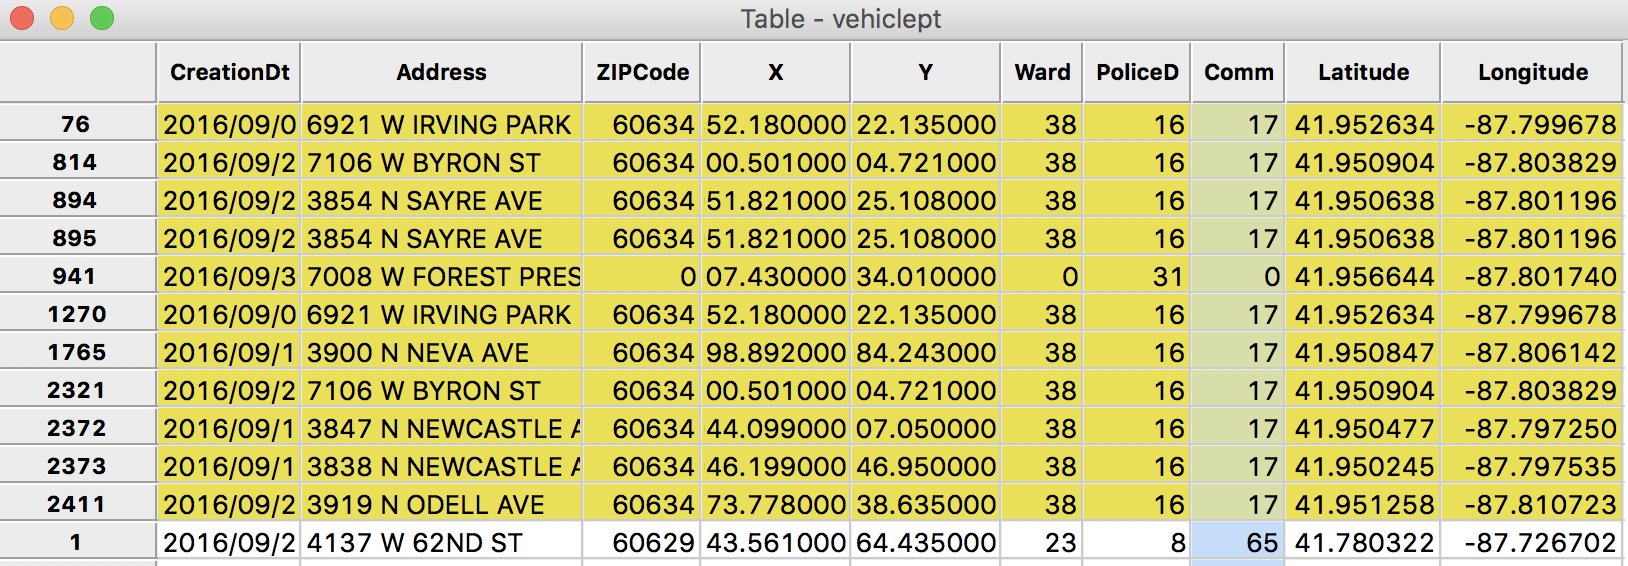 Table - vehiclept
CreationDt Address ZIPCode X Y Ward PoliceD Comm Latitude Longitude
76 2016/09/0 6921 W IRVING PARK 60634 52.180000 22.135000 38 16 17 41.952634 -87.799678
814 2016/09/2 7106 W BYRON ST 60634 00.501000 04.721000 38 16 17 41.950904 -87.803829
894 2016/09/2 3854 N SAYRE AVE 60634 51.821000 25.108000 38 16 17 41.950638 -87.801196
895 2016/09/2 3854 N SAYRE AVE 60634 51.821000 25.108000 38 16 17 41.950638 -87.801196
941 2016/09/3 7008 W FOREST PRES 0 07.430000 34.010000 0 31 0 41.956644 -87.801740
1270 2016/09/0 6921 W IRVING PARK 60634 52.180000 22.135000 38 16 17 41.952634 -87.799678
1765 2016/09/1 3900 N NEVA AVE 60634 98.892000 84.243000 38 16 17 41.950847 -87.806142
2321 2016/09/2 7106 W BYRON ST 60634 00.501000 04.721000 38 16 17 41.950904 -87.803829
2372 2016/09/1 3847 N NEWCASTLE A 60634 44.099000 07.050000 38 16 17 41.950477 -87.797250
2373 2016/09/1 3838 N NEWCASTLE A 60634 46.199000 46.950000 38 16 17 41.950245 -87.797535
2411 2016/09/2 3919 N ODELL AVE 60634 73.778000 38.635000 38 16 17 41.951258 -87.810723
1 2016/09/2 4137 W 62ND ST 60629 43.561000 64.435000 23 8 65 41.780322 -87.726702